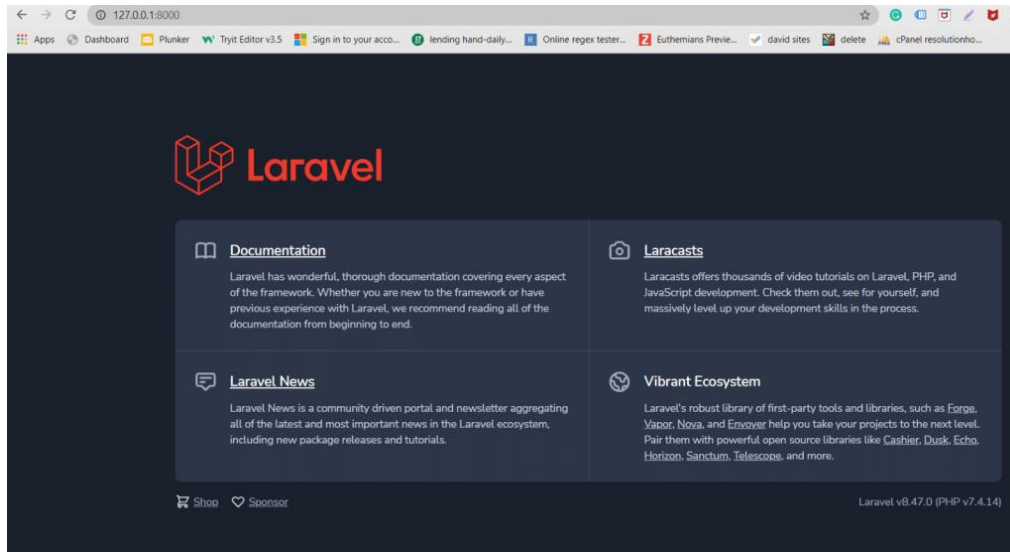 127.0.0.1:8000
Apps Dashboard Plunker Tryit Editor v3.5 Sign in to your acco... lending hand-daily... Online regex tester... Euthemians Previe... david sites delete cPanel resolutionho...
Laravel
Documentation
Laravel has wonderful, thorough documentation covering every aspect
of the framework. Whether you are new to the framework or have
previous experience with Laravel, we recommend reading all of the
documentation from beginning to end.
Laracasts
Laracasts offers thousands of video tutorials on Laravel, PHP, and
JavaScript development. Check them out, see for yourself, and
massively level up your development skills in the process.
Laravel News
Laravel News is a community driven portal and newsletter aggregating
all of the latest and most important news in the Laravel ecosystem,
including new package releases and tutorials.
Vibrant Ecosystem
Laravel's robust library of first-party tools and libraries, such as Forge,
Vapor, Nova, and Envoyer help you take your projects to the next level.
Pair them with powerful open source libraries like Cashier, Dusk, Echo,
Horizon, Sanctum, Telescope, and more.
Shop Sponsor
Laravel v8.47.0 (PHP v7.4.14)